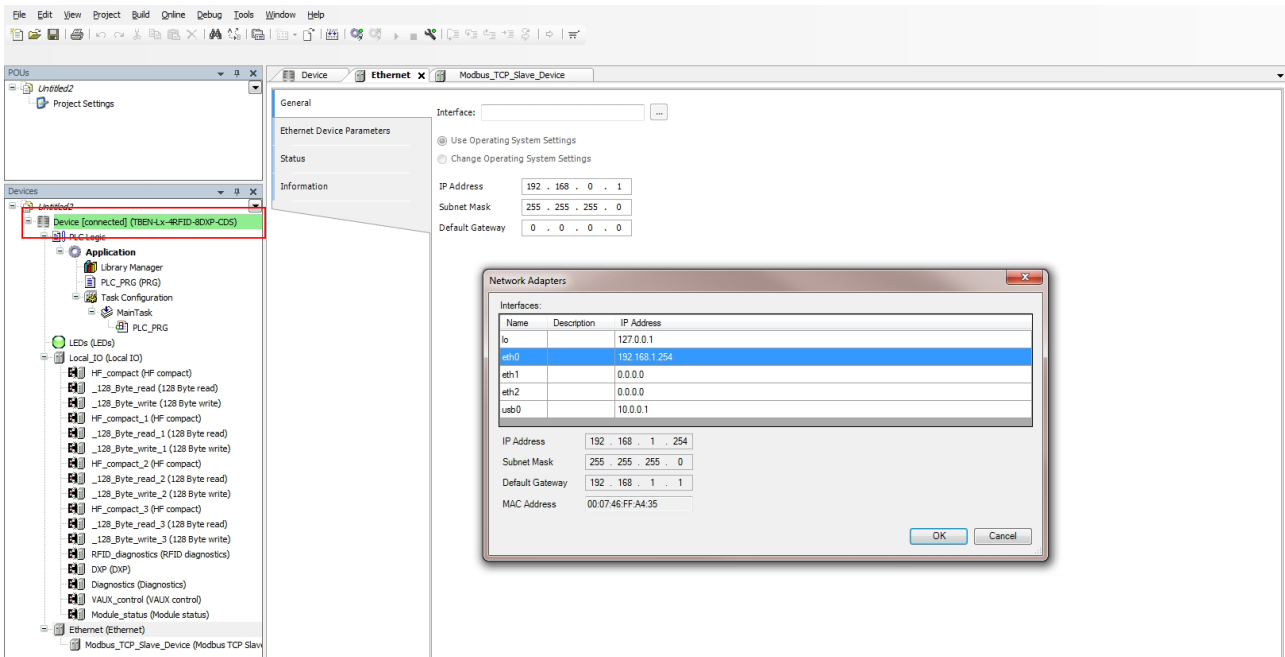 File Edit View Project Build Online Debug Tools Window Help
POUs
Untitled2
Project Settings
Devices
Untitled2
Device [connected] (TBEN-Lx-4RFID-8DXP-CDS)
PLC Logic
Application
Library Manager
PLC_PRG (PRG)
Task Configuration
MainTask
PLC_PRG
LEDs (LEDs)
Local_IO (Local IO)
HF_compact (HF compact)
_128_Byte_read (128 Byte read)
_128_Byte_write (128 Byte write)
HF_compact_1 (HF compact)
_128_Byte_read_1 (128 Byte read)
_128_Byte_write_1 (128 Byte write)
HF_compact_2 (HF compact)
_128_Byte_read_2 (128 Byte read)
_128_Byte_write_2 (128 Byte write)
HF_compact_3 (HF compact)
_128_Byte_read_3 (128 Byte read)
_128_Byte_write_3 (128 Byte write)
RFID_diagnostics (RFID diagnostics)
DXP (DXP)
Diagnostics (Diagnostics)
VAUX_control (VAUX control)
Module_status (Module status)
Ethernet (Ethernet)
Modbus_TCP_Slave_Device (Modbus TCP Slav
Device Ethernet X Modbus_TCP_Slave_Device
General
Ethernet Device Parameters
Status
Information
Interface: ...
Use Operating System Settings
Change Operating System Settings
IP Address 192 . 168 . 0 . 1
Subnet Mask 255 . 255 . 255 . 0
Default Gateway 0 . 0 . 0 . 0
Network Adapters
Interfaces:
Name Description IP Address
lo 127.0.0.1
eth0 192.168.1.254
eth1 0.0.0.0
eth2 0.0.0.0
usb0 10.0.0.1
IP Address 192 . 168 . 1 . 254
Subnet Mask 255 . 255 . 255 . 0
Default Gateway 192 . 168 . 1 . 1
MAC Address 00:07:46:FF:A4:35
OK Cancel